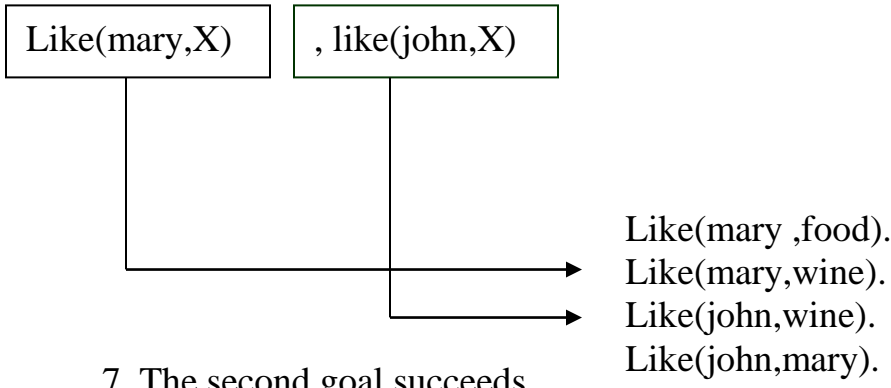 Like(mary,X)
, like(john,X)
Like(mary ,food).
Like(mary,wine).
Like(john,wine).
Like(john,mary).
7. The second goal succeeds